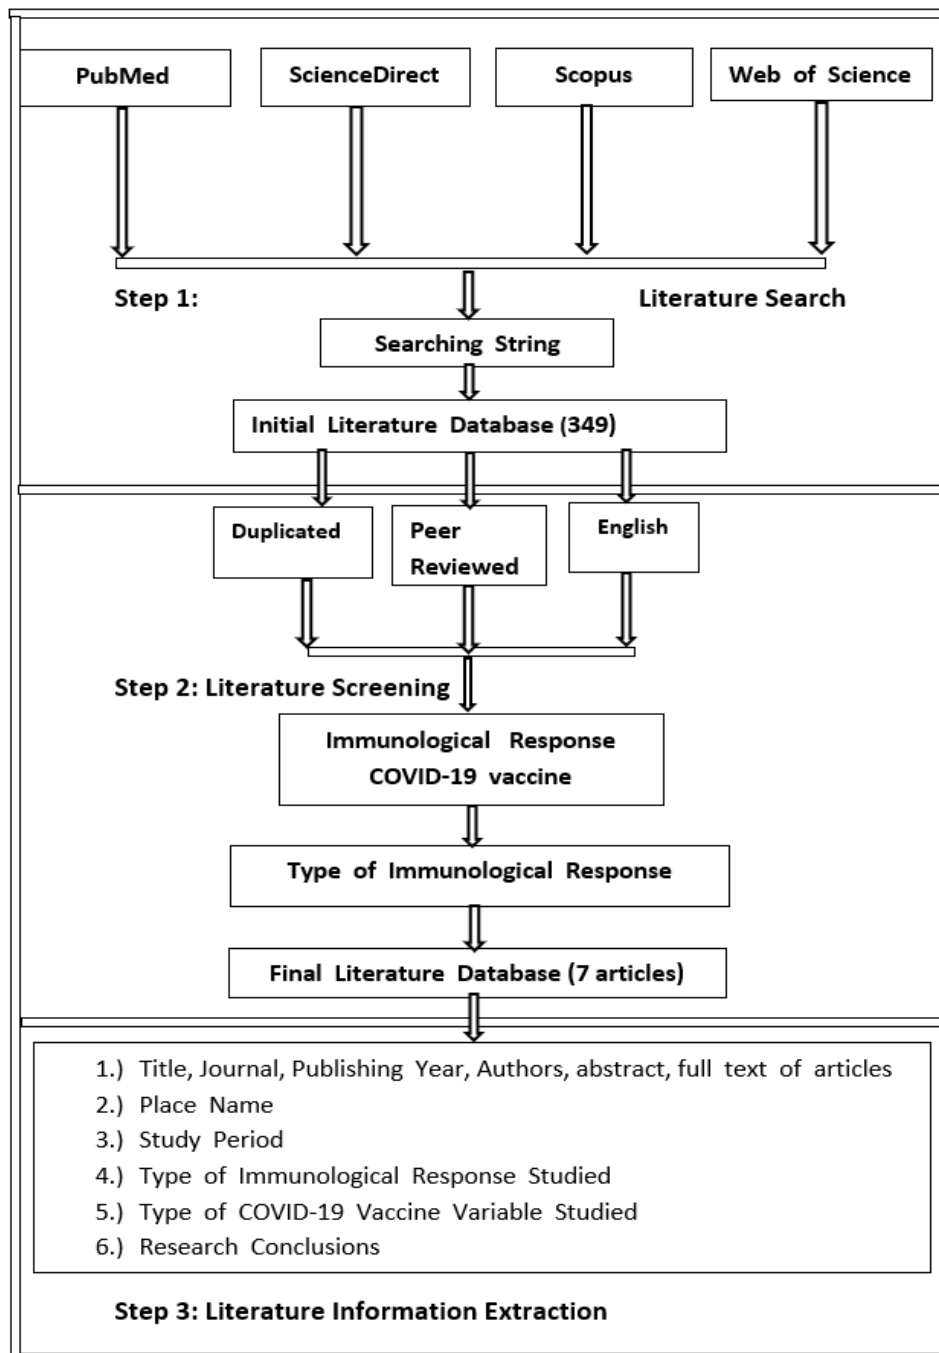 PubMed
ScienceDirect
Scopus
Web of Science
Step 1:
Literature Search
Searching String
Initial Literature Database (349)
Duplicated
Peer
Reviewed
English
Step 2: Literature Screening
Immunological Response
COVID-19 vaccine
Type of Immunological Response
Final Literature Database (7 articles)
1.) Title, Journal, Publishing Year, Authors, abstract, full text of articles
2.) Place Name
3.) Study Period
4.) Type of Immunological Response Studied
5.) Type of COVID-19 Vaccine Variable Studied
6.) Research Conclusions
Step 3: Literature Information Extraction